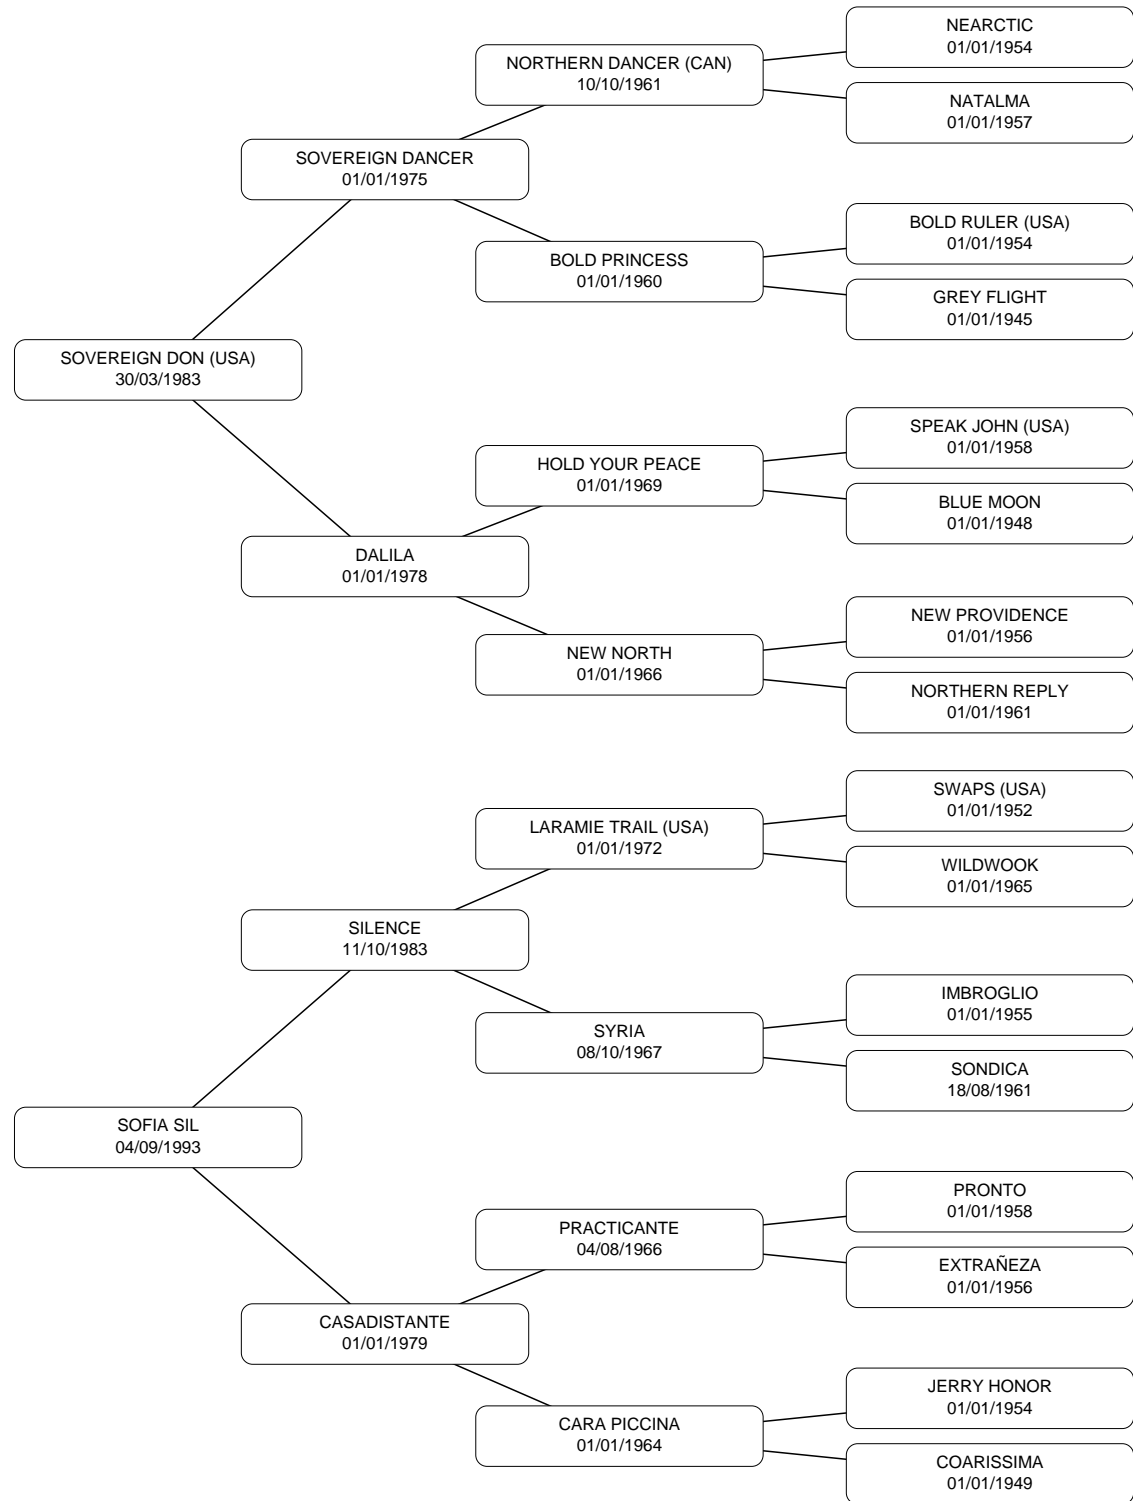 NEARCTIC
01/01/1954
NORTHERN DANCER (CAN)
10/10/1961
NATALMA
01/01/1957
SOVEREIGN DANCER
01/01/1975
BOLD RULER (USA)
01/01/1954
BOLD PRINCESS
01/01/1960
GREY FLIGHT
01/01/1945
SOVEREIGN DON (USA)
30/03/1983
SPEAK JOHN (USA)
01/01/1958
HOLD YOUR PEACE
01/01/1969
BLUE MOON
01/01/1948
DALILA
01/01/1978
NEW PROVIDENCE
01/01/1956
NEW NORTH
01/01/1966
NORTHERN REPLY
01/01/1961
SWAPS (USA)
01/01/1952
LARAMIE TRAIL (USA)
01/01/1972
WILDWOOK
01/01/1965
SILENCE
11/10/1983
IMBROGLIO
01/01/1955
SYRIA
08/10/1967
SONDICA
18/08/1961
SOFIA SIL
04/09/1993
PRONTO
01/01/1958
PRACTICANTE
04/08/1966
EXTRAÑEZA
01/01/1956
CASADISTANTE
01/01/1979
JERRY HONOR
01/01/1954
CARA PICCINA
01/01/1964
COARISSIMA
01/01/1949